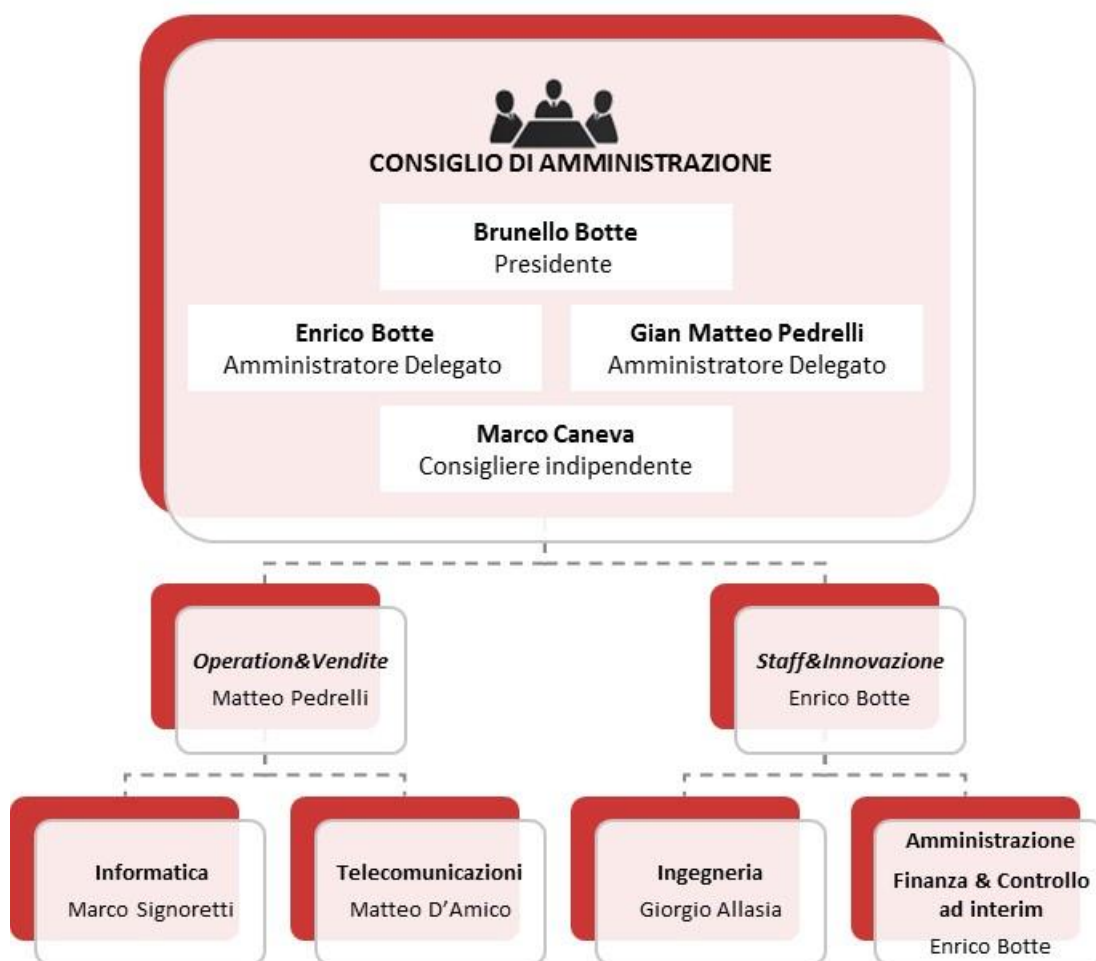 CONSIGLIO DI AMMINISTRAZIONE
Brunello Botte
Presidente
Enrico Botte
Amministratore Delegato
Gian Matteo Pedrelli
Amministratore Delegato
Marco Caneva
Consigliere indipendente
Operation&Vendite
Matteo Pedrelli
Staff&Innovazione
Enrico Botte
Informatica
Marco Signoretti
Telecomunicazioni
Matteo D'Amico
Ingegneria
Giorgio Allasia
Amministrazione
Finanza & Controllo
ad interim
Enrico Botte